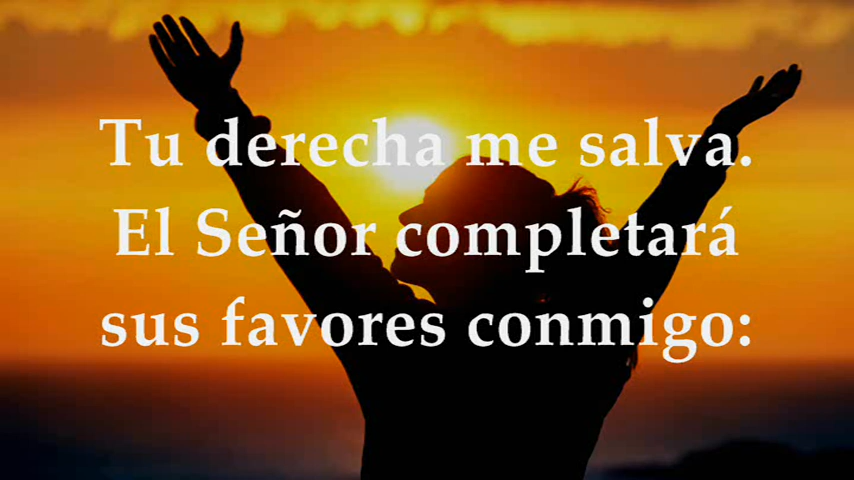 Tu derecha me salva.
El Señor completará
sus favores conmigo: